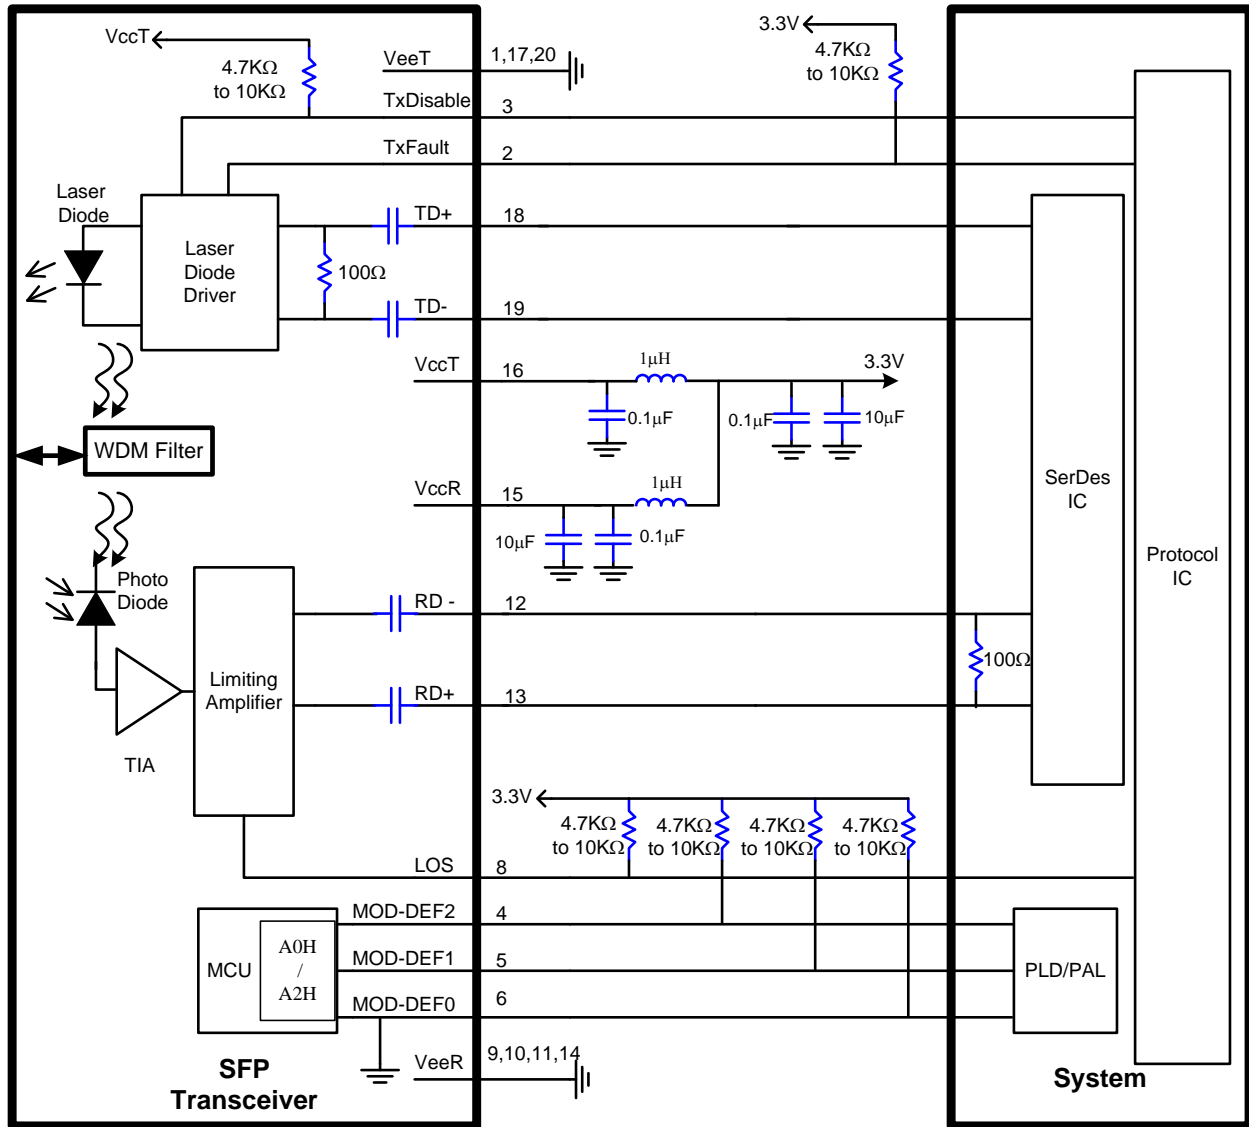 VccT
4.7KΩ
to 10KΩ
VeeT
1,17,20
3.3V
4.7KΩ
to 10KΩ
TxDisable
3
TxFault
2
Laser
Diode
Laser
Diode
Driver
100Ω
TD+
18
TD-
19
VccT
16
1μH
3.3V
0.1μF
0.1μF
10μF
WDM Filter
VccR
15
1μH
10μF
0.1μF
SerDes
IC
Protocol
IC
Photo
Diode
RD -
12
100Ω
Limiting
Amplifier
RD+
13
TIA
3.3V
4.7KΩ
to 10KΩ
4.7KΩ
to 10KΩ
4.7KΩ
to 10KΩ
4.7KΩ
to 10KΩ
LOS
8
MCU
A0H
/
A2H
MOD-DEF2
4
MOD-DEF1
5
MOD-DEF0
6
PLD/PAL
VeeR
9,10,11,14
SFP
Transceiver
System